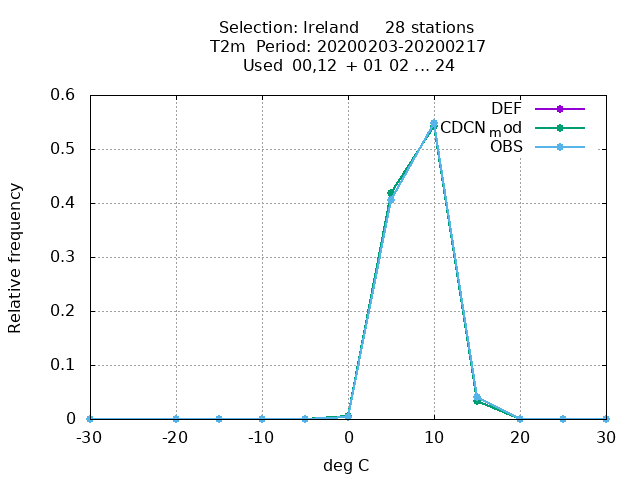 Selection: Ireland 28 stations
T2m Period: 20200203-20200217
Used 00,12 + 01 02 ... 24
DEF
CDCN_mod
OBS
Relative frequency
0.6
0.5
0.4
0.3
0.2
0.1
0
-30 -20 -10 0 10 20 30
deg C